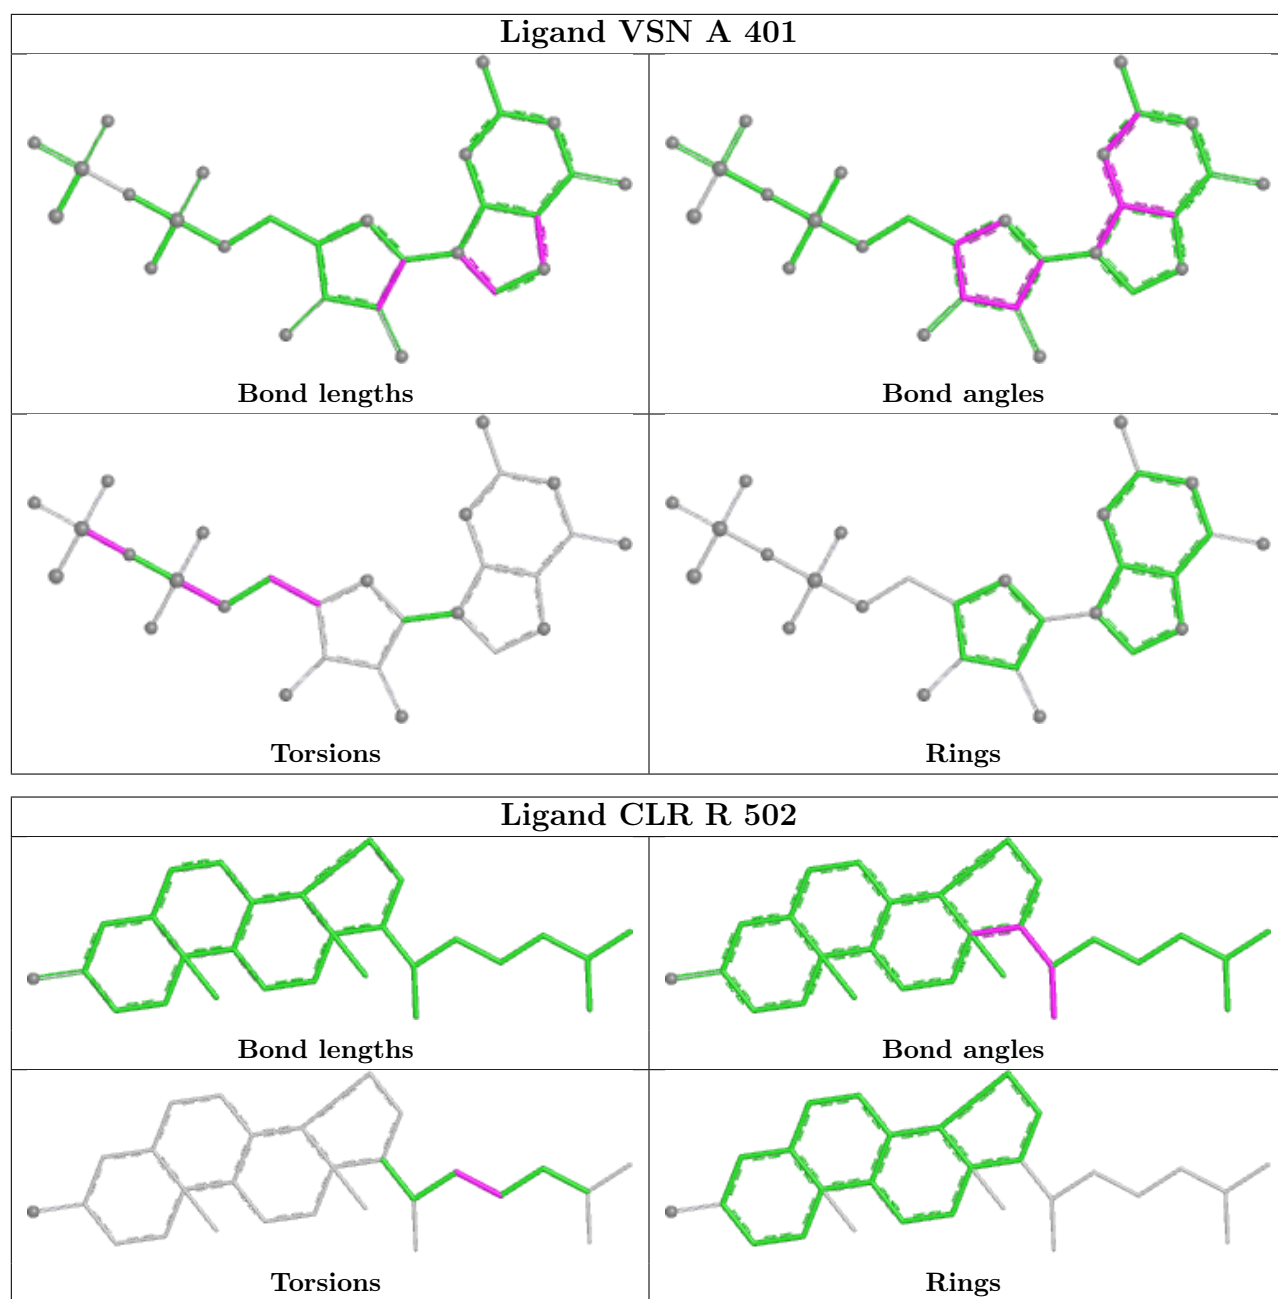 Ligand VSN A 401
Bond lengths
Bond angles
Torsions
Rings
Ligand CLR R 502
Bond lengths
Bond angles
Torsions
Rings